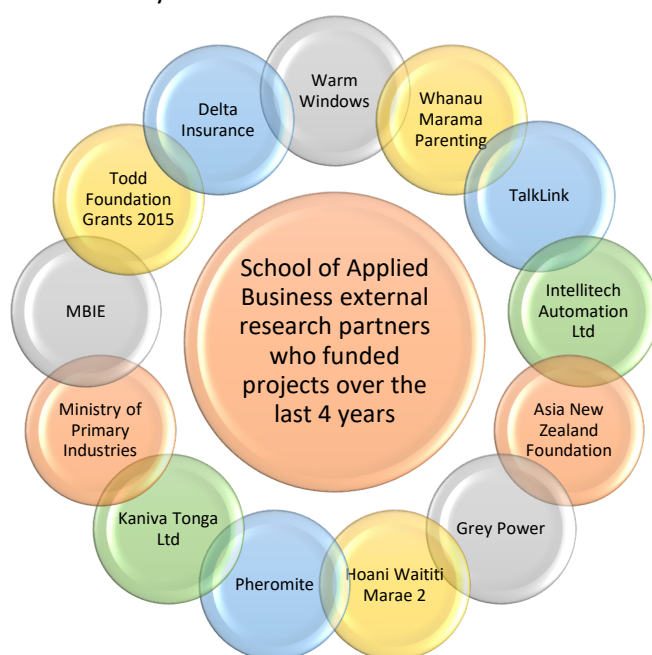 Warm
Windows
Whanau
Marama
Parenting
TalkLink
Intellitech
Automation
Ltd
Asia New
Zealand
Foundation
Grey Power
Hoani Waititi
Marae 2
Pheromite
Kaniva Tonga
Ltd
Ministry of
Primary
Industries
MBIE
Todd
Foundation
Grants 2015
Delta
Insurance
School of Applied
Business external
research partners
who funded
projects over the
last 4 years